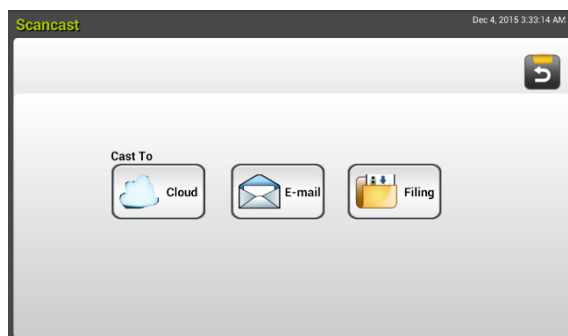 Scancast
Dec 4, 2015 3:33:14 AM
Cast To
Cloud
E-mail
Filing